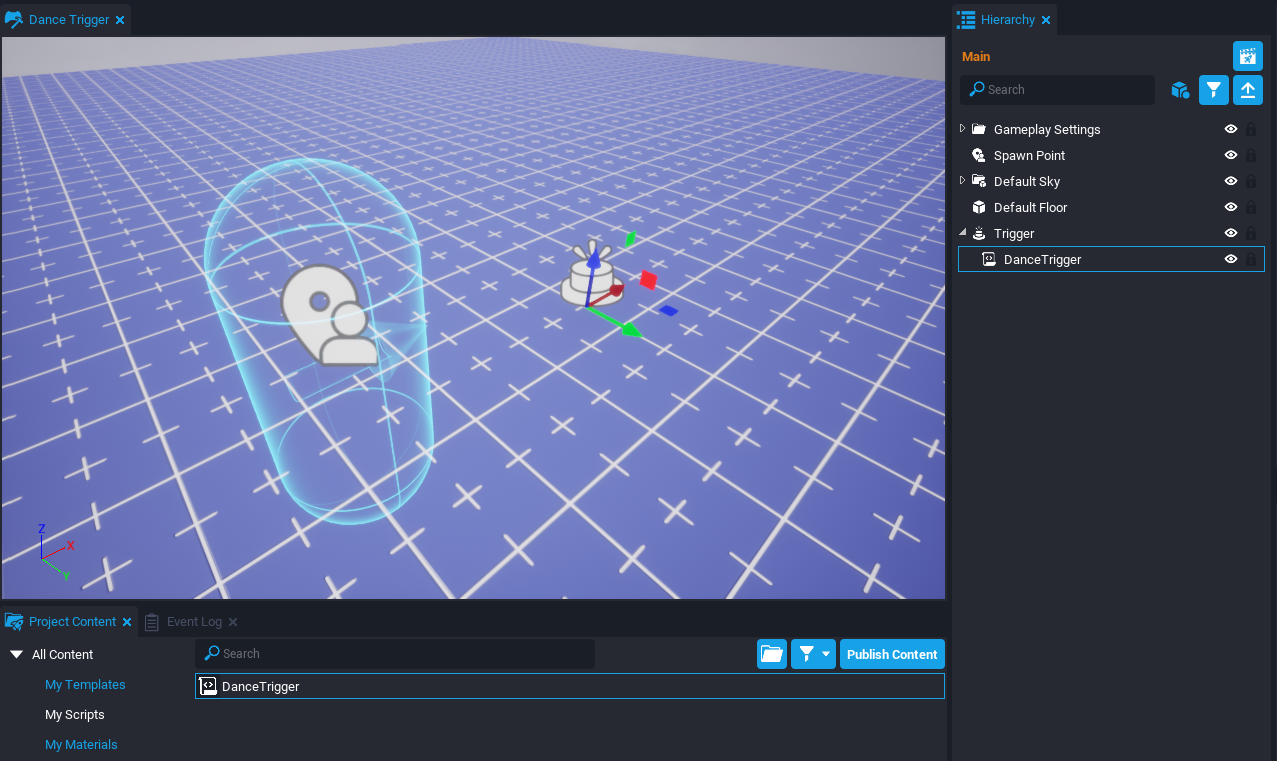 Dance Trigger
Z
X
Y
Project Content
Event Log
All Content
My Templates
My Scripts
My Materials
Search
Publish Content
DanceTrigger
Hierarchy
Main
Search
Gameplay Settings
Spawn Point
Default Sky
Default Floor
Trigger
DanceTrigger